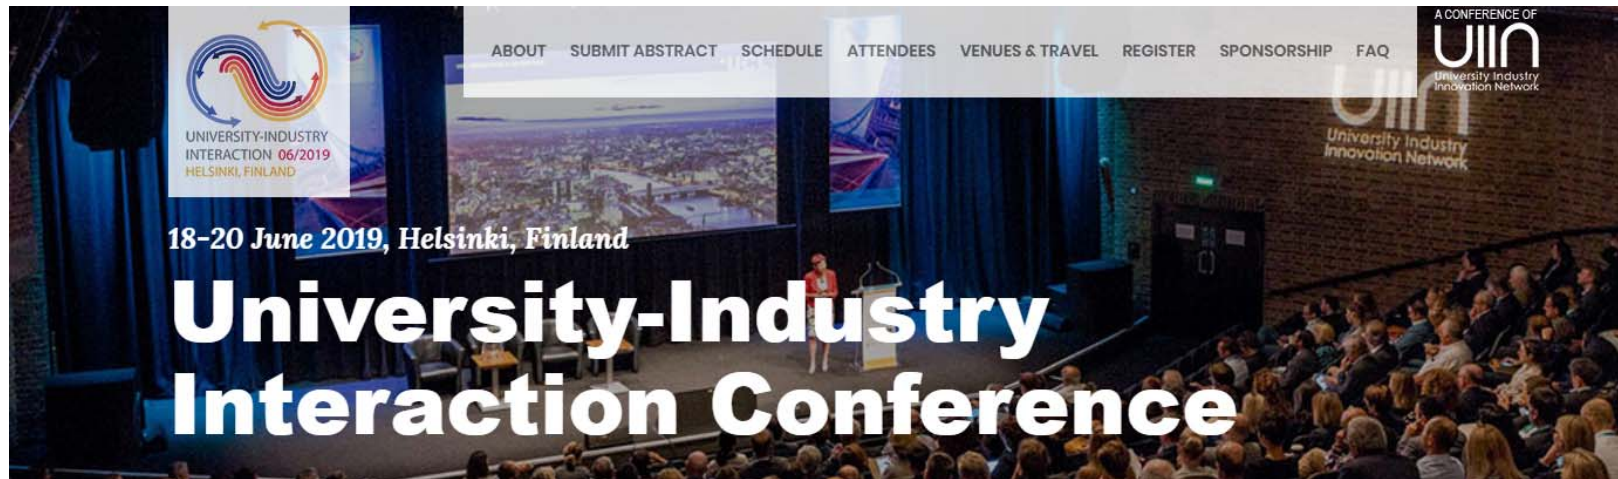 UNIVERSITY-INDUSTRY
INTERACTION 06/2019
HELSINKI, FINLAND
ABOUT SUBMIT ABSTRACT SCHEDULE ATTENDEES VENUES & TRAVEL REGISTER SPONSORSHIP FAQ
A CONFERENCE OF
UIIN
University Industry
Innovation Network
UIIN
University Industry
Innovation Network
18-20 June 2019, Helsinki, Finland
University-Industry
Interaction Conference